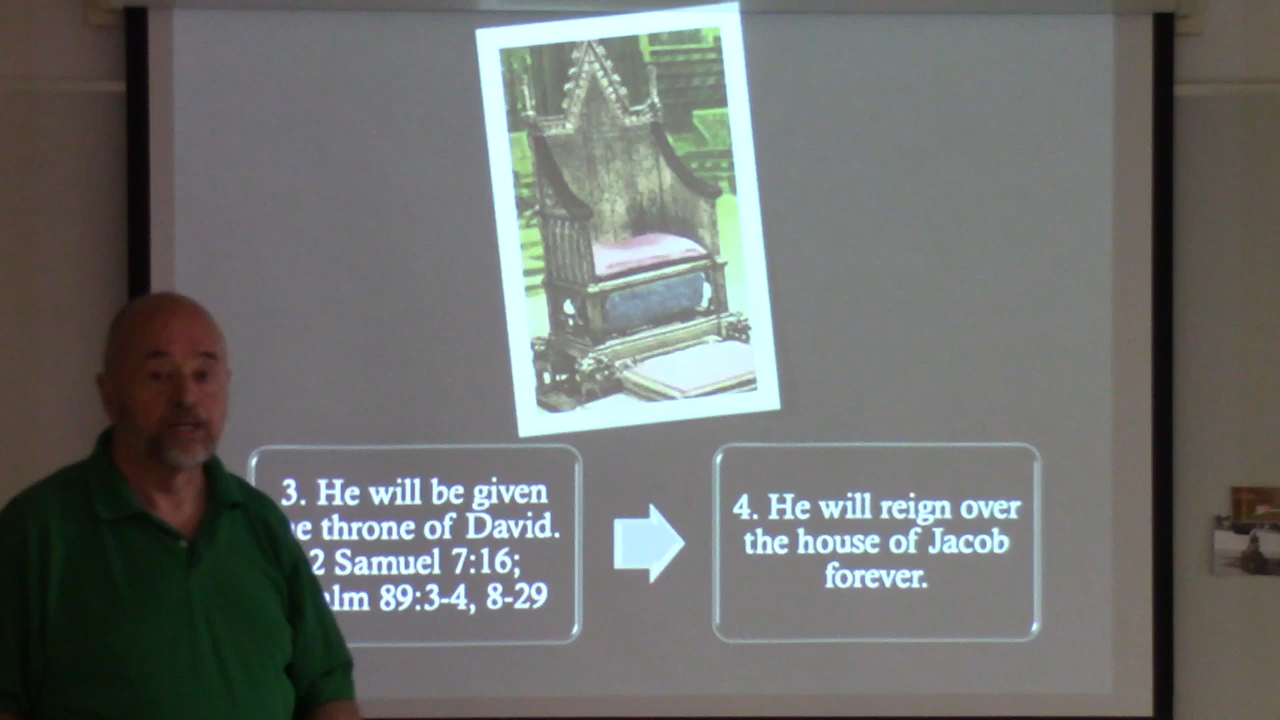 3. He will be given
throne of David.
2 Samuel 7:16;
89:3-4, 8-29
4. He will reign over
the house of Jacob
forever.